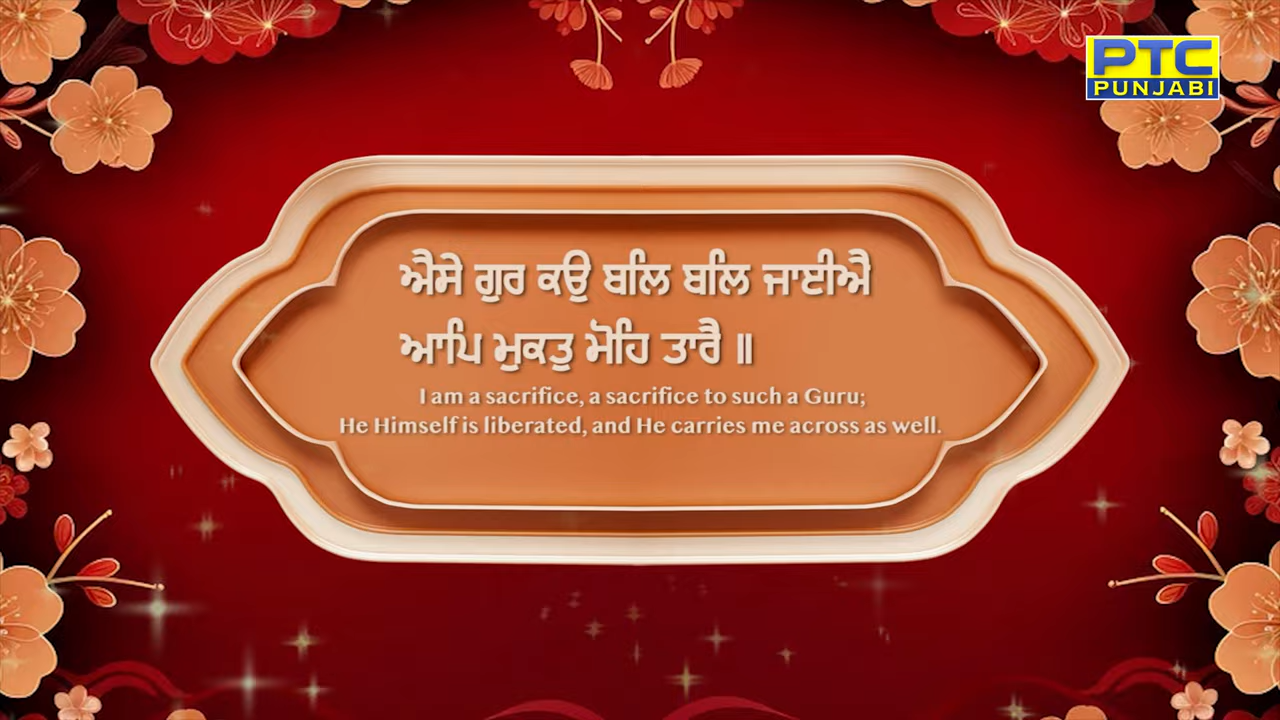 PTC
PUNJABI
ਐਸੇ ਗੁਰ ਕਉ ਬਲਿ ਬਲਿ ਜਾਈਐ
ਆਪਿ ਮੁਕਤੁ ਮੋਹਿ ਤਾਰੈ ॥
I am a sacrifice, a sacrifice to such a Guru;
He Himself is liberated, and He carries me across as well.